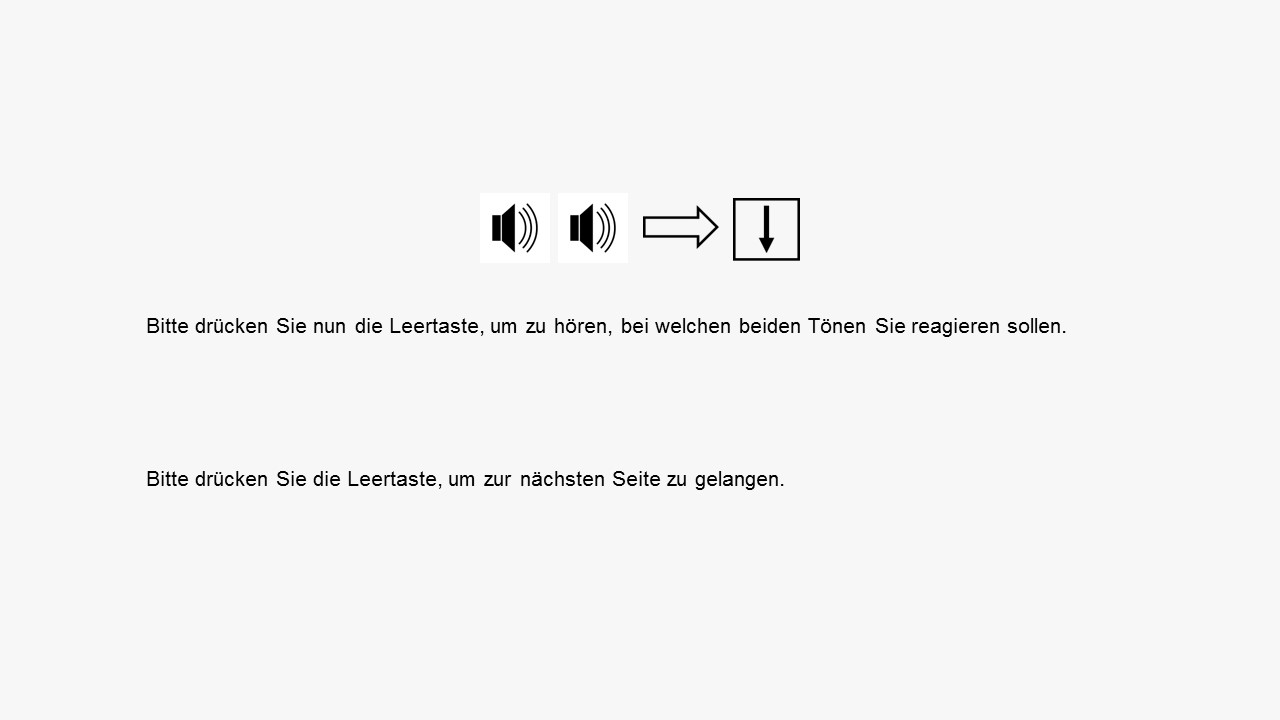 Bitte drücken Sie nun die Leertaste, um zu hören, bei welchen beiden Tönen Sie reagieren sollen.
Bitte drücken Sie die Leertaste, um zur nächsten Seite zu gelangen.